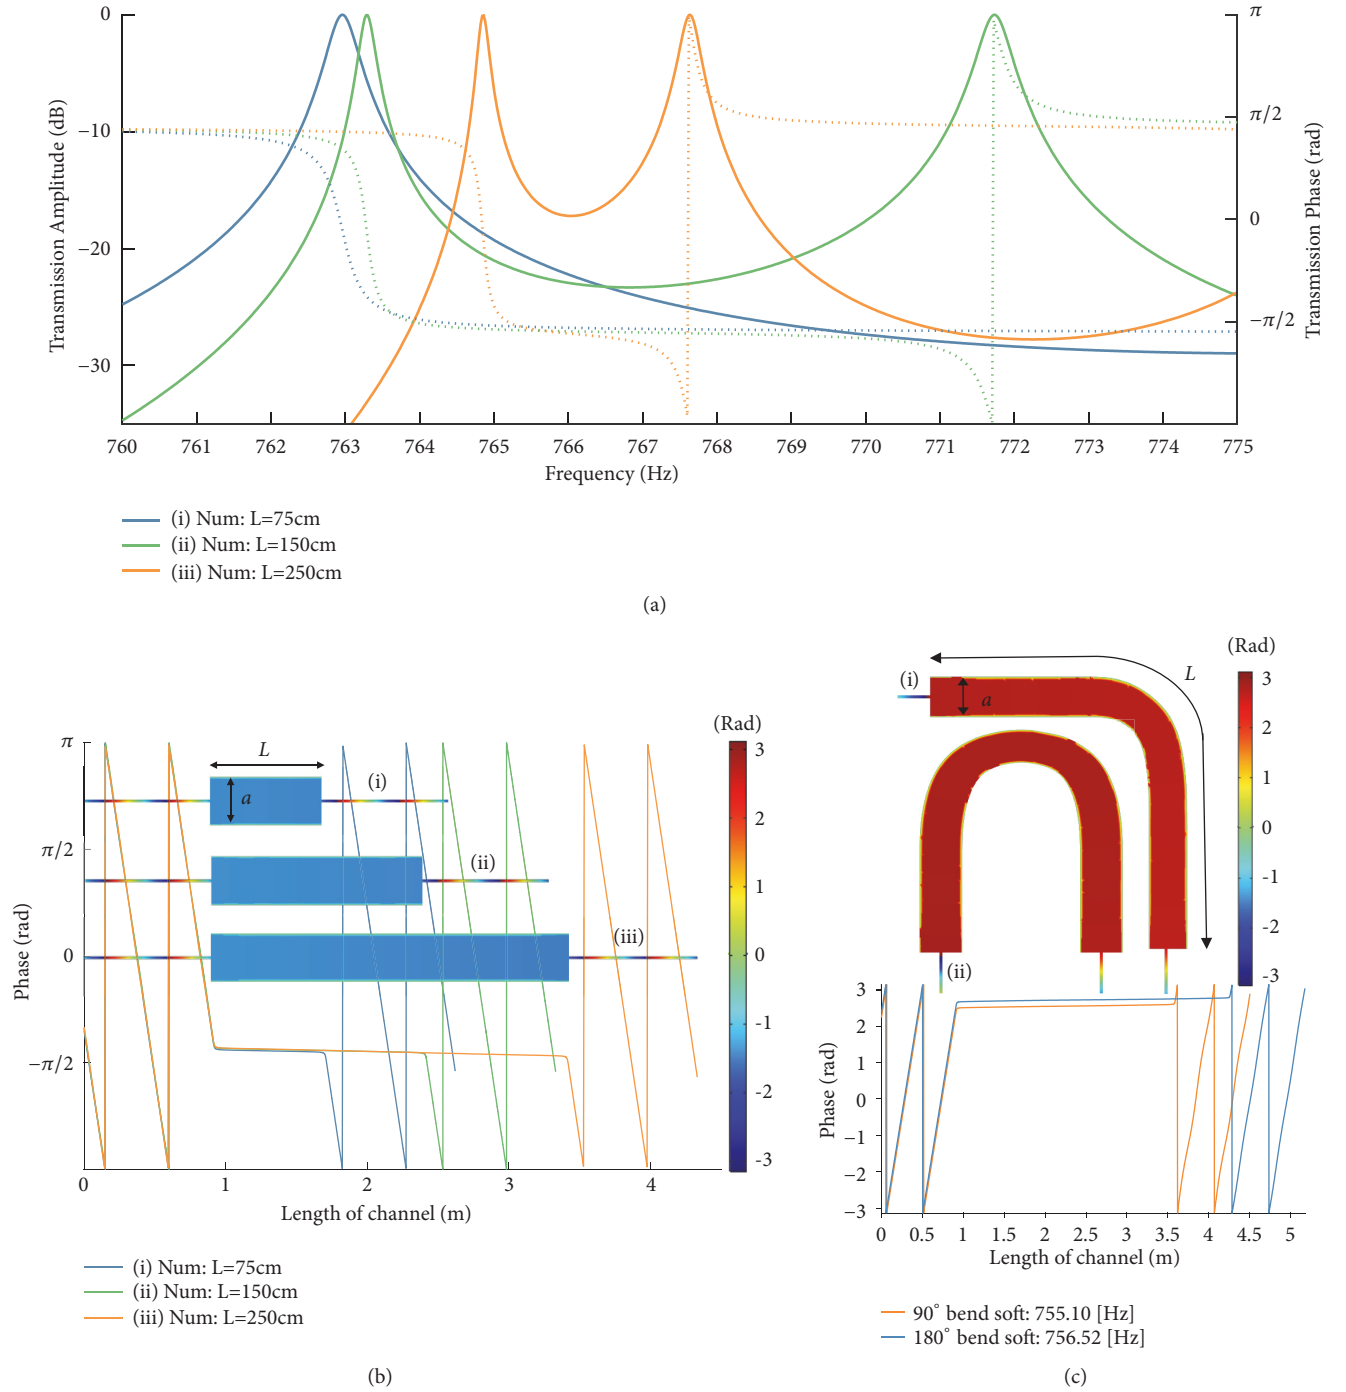 0
−10
−20
−30
Transmission Amplitude (dB)
π
π/2
0
−π/2
Transmission Phase (rad)
760 761 762 763 764 765 766 767 768 769 770 771 772 773 774 775
Frequency (Hz)
(i) Num: L=75cm
(ii) Num: L=150cm
(iii) Num: L=250cm
(a)
π
π/2
0
−π/2
Phase (rad)
L
a
(i)
(ii)
(iii)
(Rad)
3
2
1
0
-1
-2
-3
0 1 2 3 4
Length of channel (m)
(i) Num: L=75cm
(ii) Num: L=150cm
(iii) Num: L=250cm
(b)
(Rad)
3
2
1
0
-1
-2
-3
(i)
a
L
(ii)
3
2
1
0
−1
−2
−3
Phase (rad)
0 0.5 1 1.5 2 2.5 3 3.5 4 4.5 5
Length of channel (m)
90° bend soft: 755.10 [Hz]
180° bend soft: 756.52 [Hz]
(c)